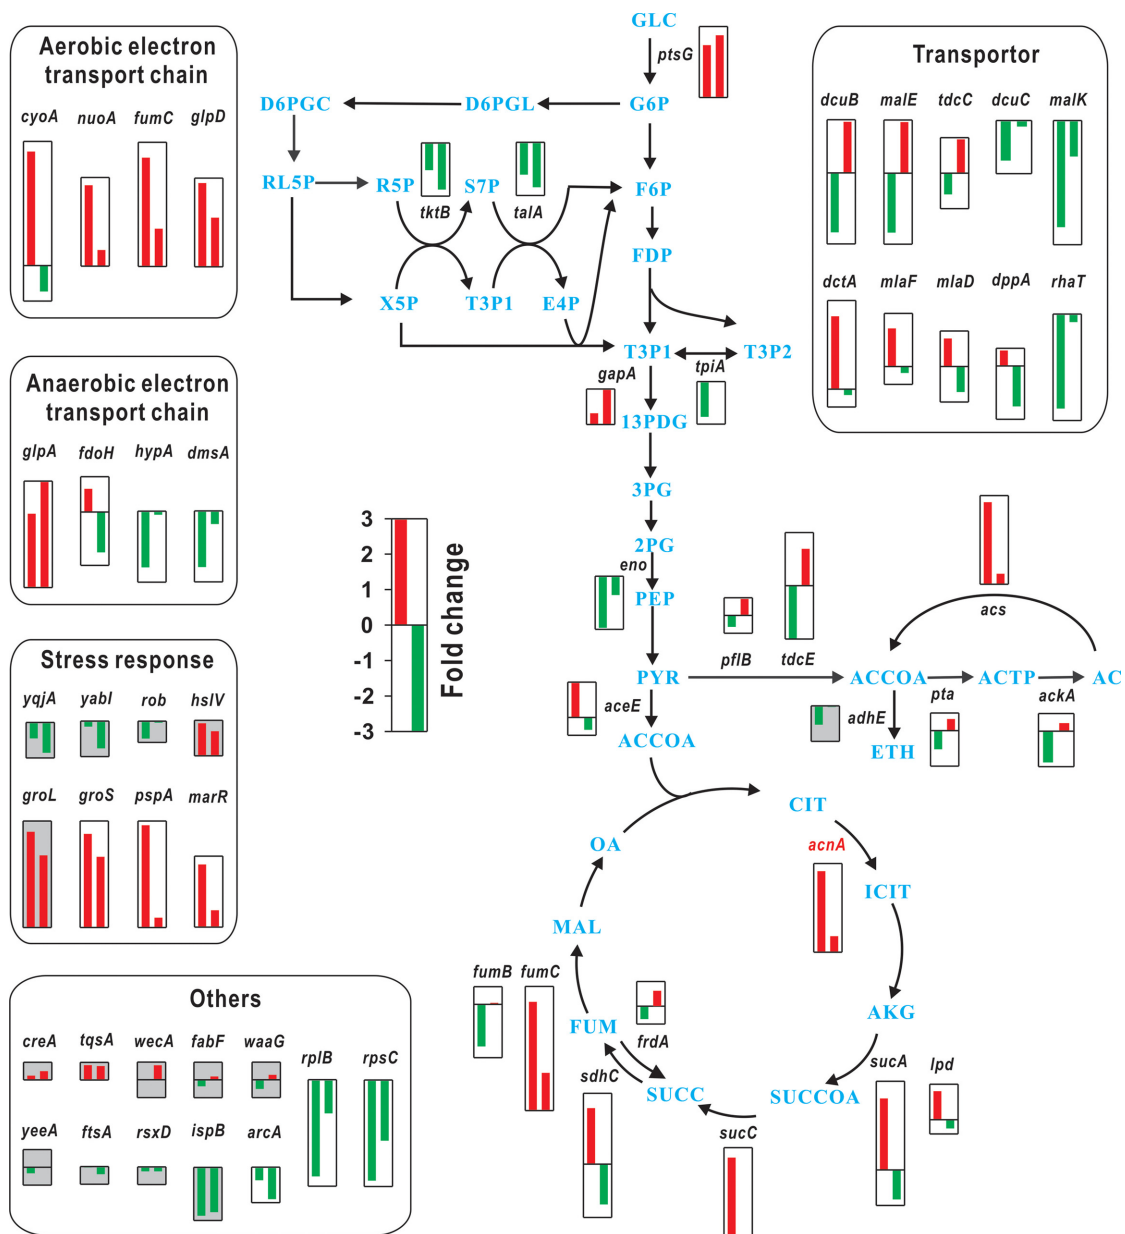 Aerobic electron
transport chain
cyoA nuoA fumC glpD
Anaerobic electron
transport chain
glpA fdoH hypA dmsA
Stress response
yqjA yabI rob hslV
groL groS pspA marR
Others
creA tqsA wecA fabF waaG rplB rpsC
yeeA ftsA rsxD ispB arcA
3
2
1
0
-1
-2
-3
Fold change
GLC
ptsG
D6PGC D6PGL G6P
RL5P R5P S7P F6P
tktB talA
FDP
X5P T3P1 E4P
T3P1 T3P2
gapA tpiA
13PDG
3PG
2PG
eno
PEP
pflB tdcE acs
PYR ACCOA ACTP AC
aceE adhE pta ackA
ACCOA ETH
CIT
OA
acnA
ICIT
MAL
fumB fumC
AKG
FUM
frdA
sdhC sucA lpd
SUCC SUCCOA
sucC
Transportor
dcuB malE tdcC dcuC malK
dctA mlaF mlaD dppA rhaT